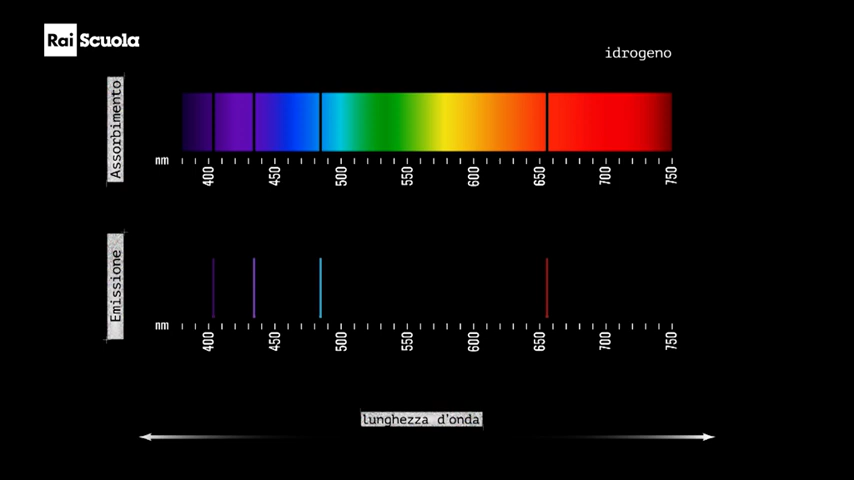 Rai Scuola
idrogeno
Assorbimento
nm 400 450 500 550 600 650 700 750
Emissione
nm 400 450 500 550 600 650 700 750
lunghezza d'onda